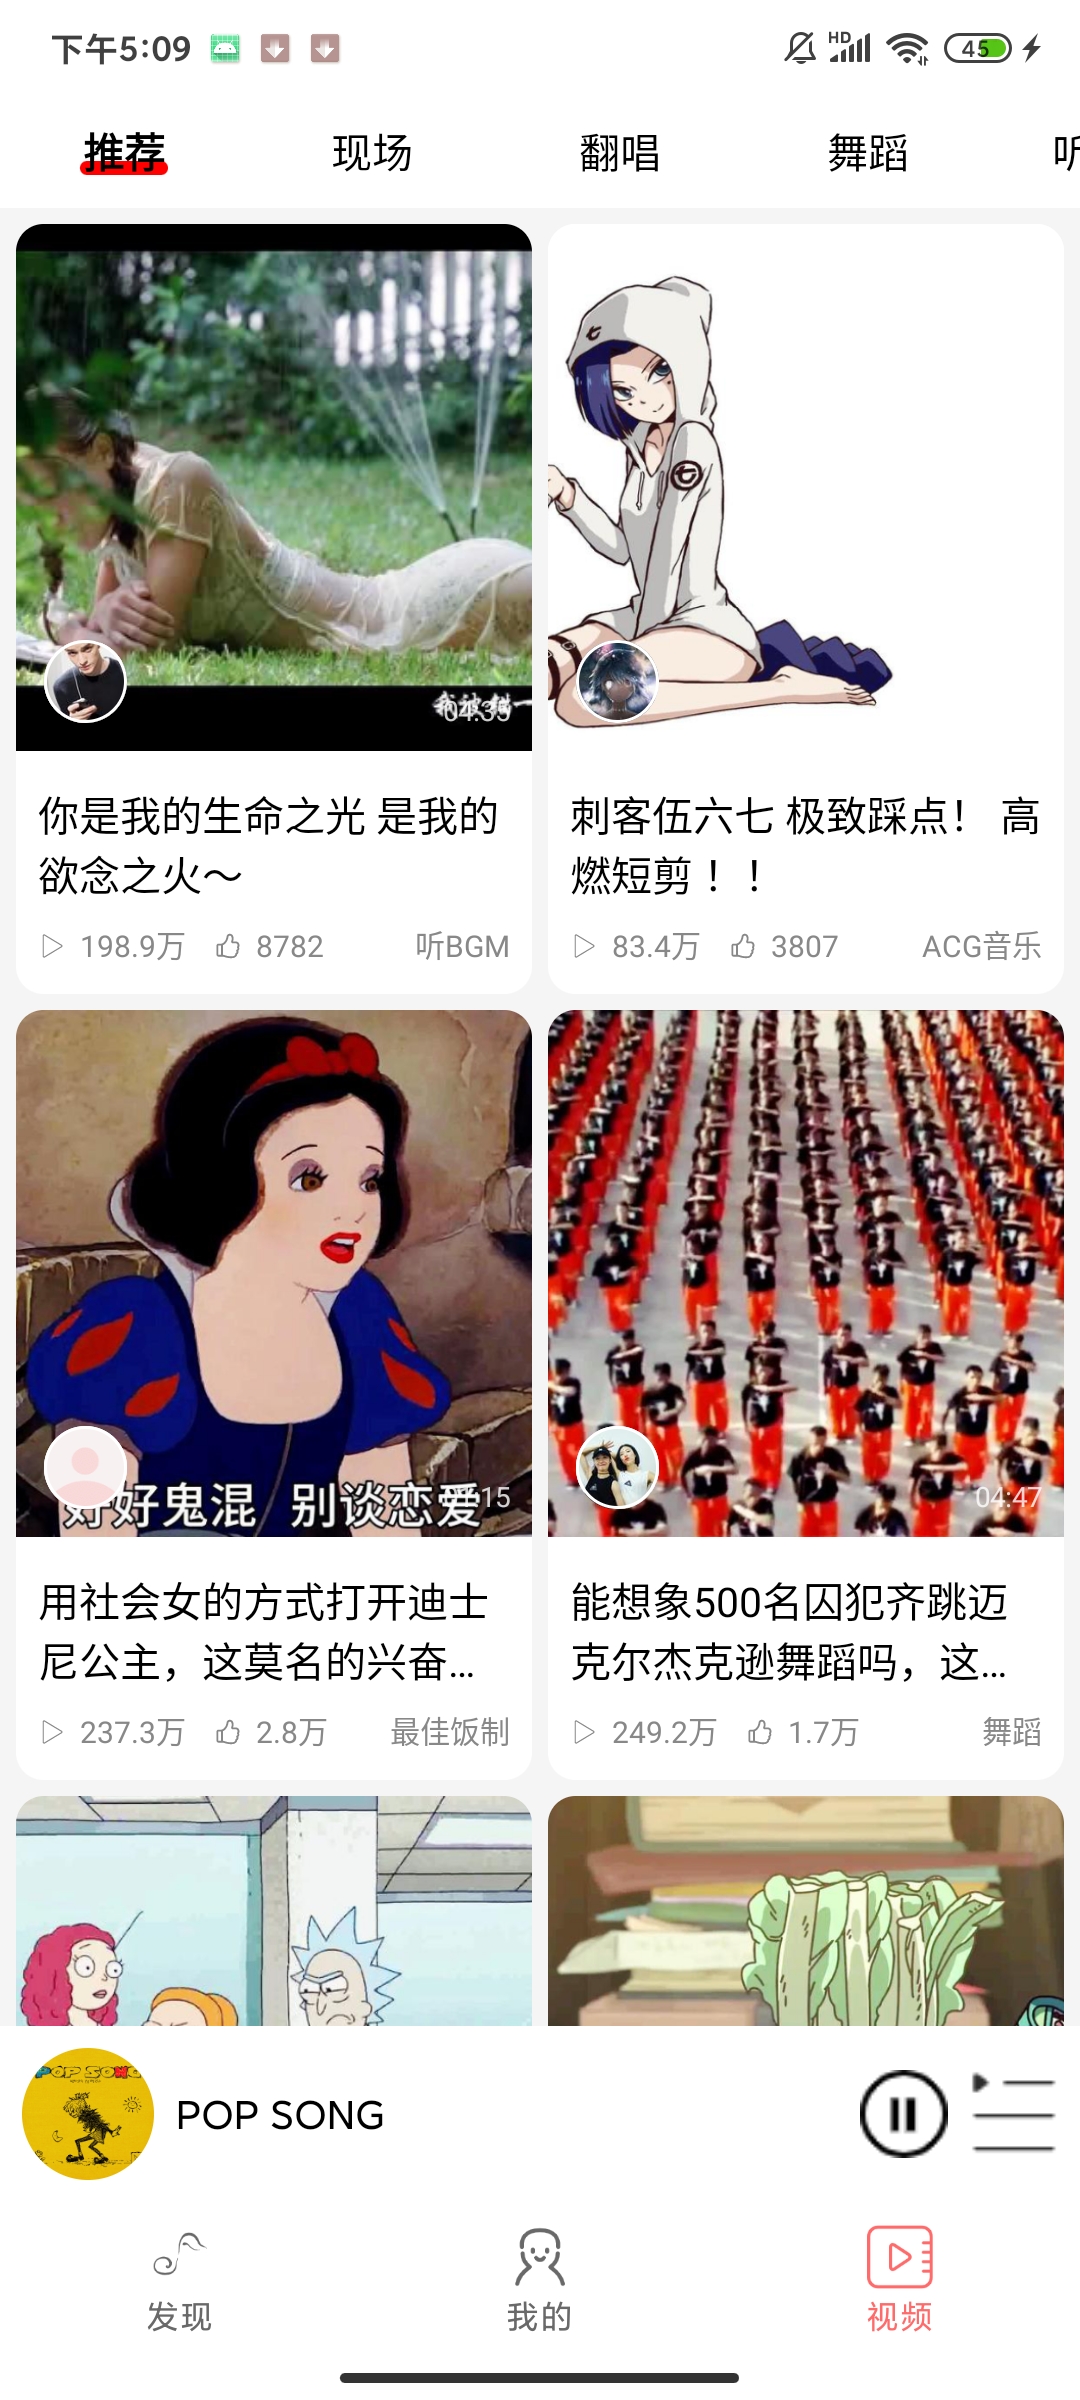 下午5:09
HD
45
推荐 现场 翻唱 舞蹈 听
04:35
你是我的生命之光 是我的
欲念之火～
198.9万 8782 听BGM
刺客伍六七 极致踩点！ 高
燃短剪！！
83.4万 3807 ACG音乐
好好鬼混 别谈恋爱
04:47
用社会女的方式打开迪士
尼公主，这莫名的兴奋...
237.3万 2.8万 最佳饭制
能想象500名囚犯齐跳迈
克尔杰克逊舞蹈吗，这...
249.2万 1.7万 舞蹈
POP SONG
POP SONG
发现 我的 视频